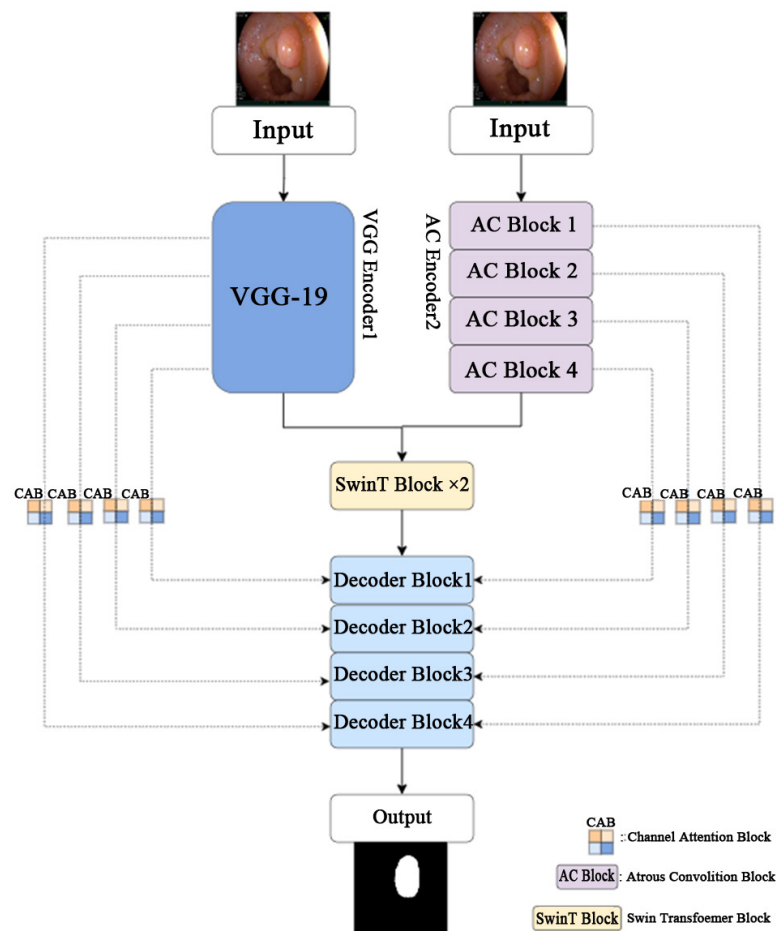 Input
Input
VGG-19
VGG Encoder1
AC Encoder2
AC Block 1
AC Block 2
AC Block 3
AC Block 4
SwinT Block ×2
CAB CAB CAB CAB
CAB CAB CAB CAB
Decoder Block1
Decoder Block2
Decoder Block3
Decoder Block4
Output
CAB
: Channel Attention Block
AC Block : Atrous Convolition Block
SwinT Block Swin Transfoemer Block